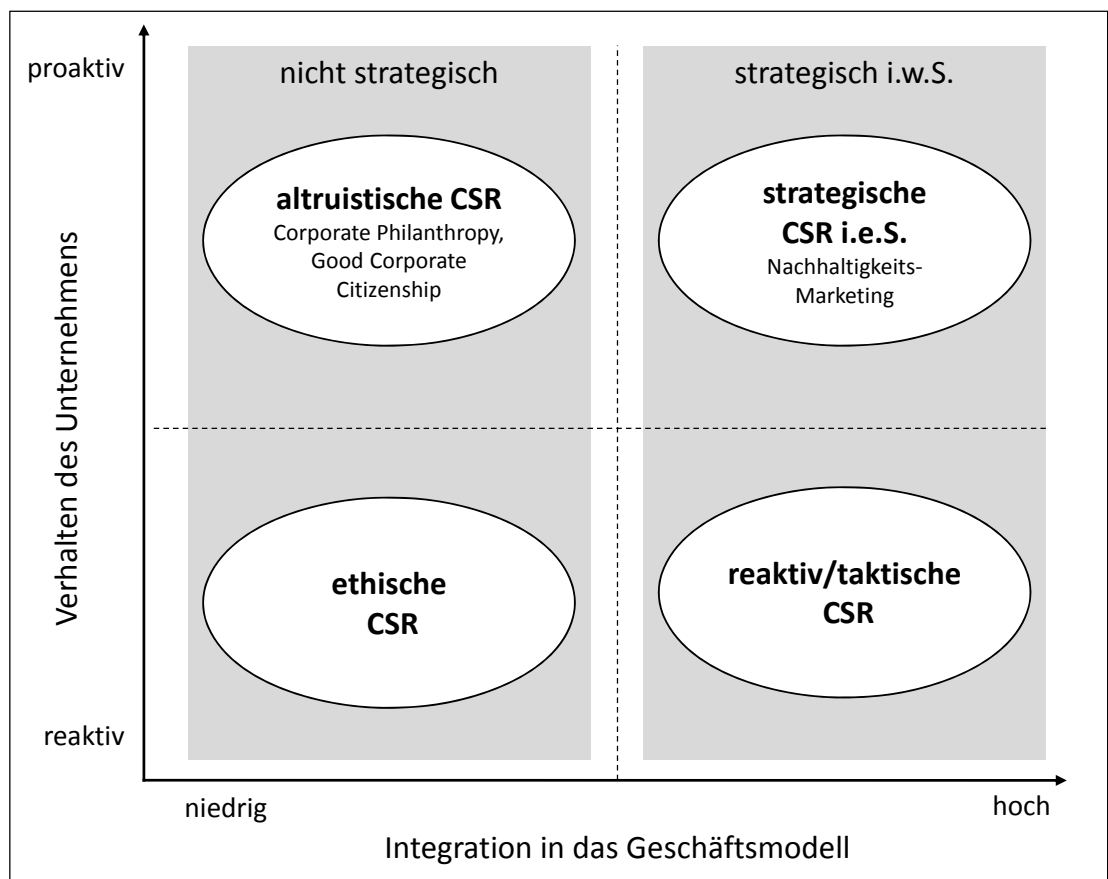 proaktiv
nicht strategisch
strategisch i.w.S.
altruistische CSR
Corporate Philanthropy,
Good Corporate
Citizenship
strategische
CSR i.e.S.
Nachhaltigkeits-
Marketing
Verhalten des Unternehmens
ethische
CSR
reaktiv/taktische
CSR
reaktiv
niedrig
hoch
Integration in das Geschäftsmodell